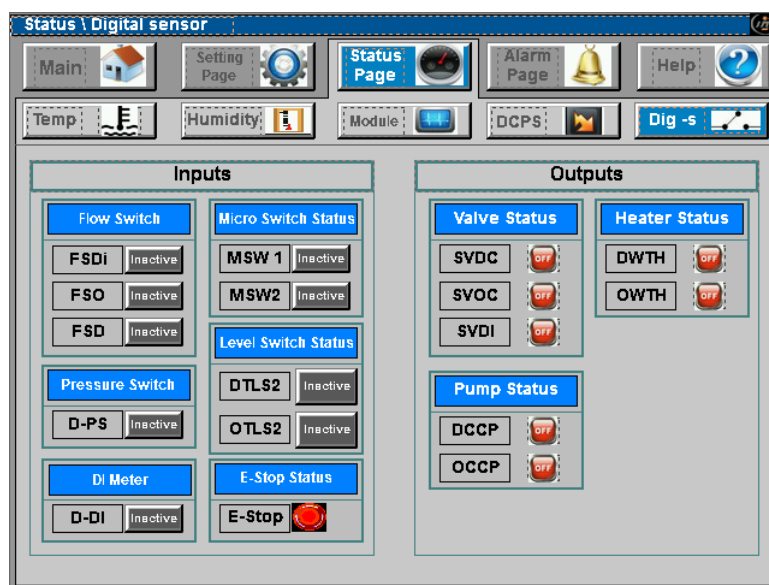 Status \ Digital sensor
Main
Setting
Page
Status
Page
Alarm
Page
Help
Temp
Humidity
Module
DCPS
Dig -s
Inputs
Flow Switch
FSDi Inactive
FSO Inactive
FSD Inactive
Pressure Switch
D-PS Inactive
DI Meter
D-DI Inactive
Micro Switch Status
MSW 1 Inactive
MSW2 Inactive
Level Switch Status
DTLS2 Inactive
OTLS2 Inactive
E-Stop Status
E-Stop
Outputs
Valve Status
SVDC OFF
SVOC OFF
SVDI OFF
Pump Status
DCCP OFF
OCCP OFF
Heater Status
DWTH OFF
OWTH OFF